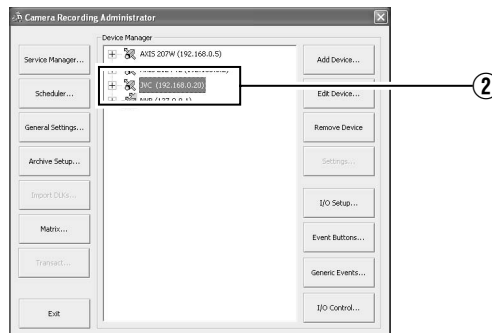 Camera Recording Administrator
Device Manager
Service Manager...
Scheduler...
General Settings...
Archive Setup...
Import DLKs...
Matrix...
Transact...
Exit
AXIS 207W (192.168.0.5)
JVC (192.168.0.20)
Add Device...
Edit Device...
Remove Device
Settings...
I/O Setup...
Event Buttons...
Generic Events...
I/O Control...
②